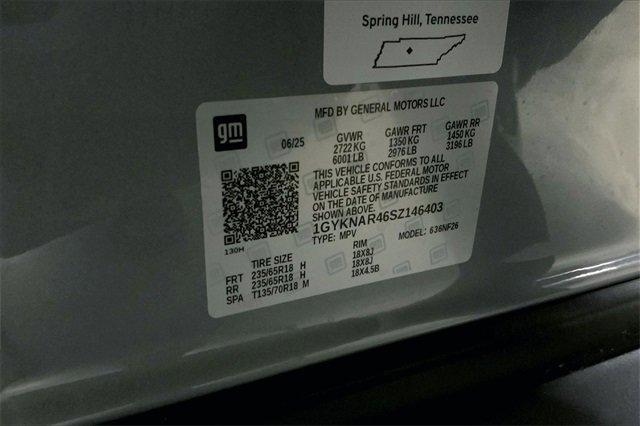 Spring Hill, Tennessee
gm
MFD BY GENERAL MOTORS LLC
06/25 GVWR GAWR FRT GAWR RR
2722 KG 1350 KG 1450 KG
6001 LB 2976 LB 3196 LB
THIS VEHICLE CONFORMS TO ALL
APPLICABLE U.S. FEDERAL MOTOR
VEHICLE SAFETY STANDARDS IN EFFECT
ON THE DATE OF MANUFACTURE
SHOWN ABOVE.
1GYKNAR46SZ146403
TYPE: MPV MODEL: 636NF26
130H
TIRE SIZE RIM
FRT 235/65R18 H 18X8J
RR 235/65R18 H 18X8J
SPA T135/70R18 M 18X4.5B